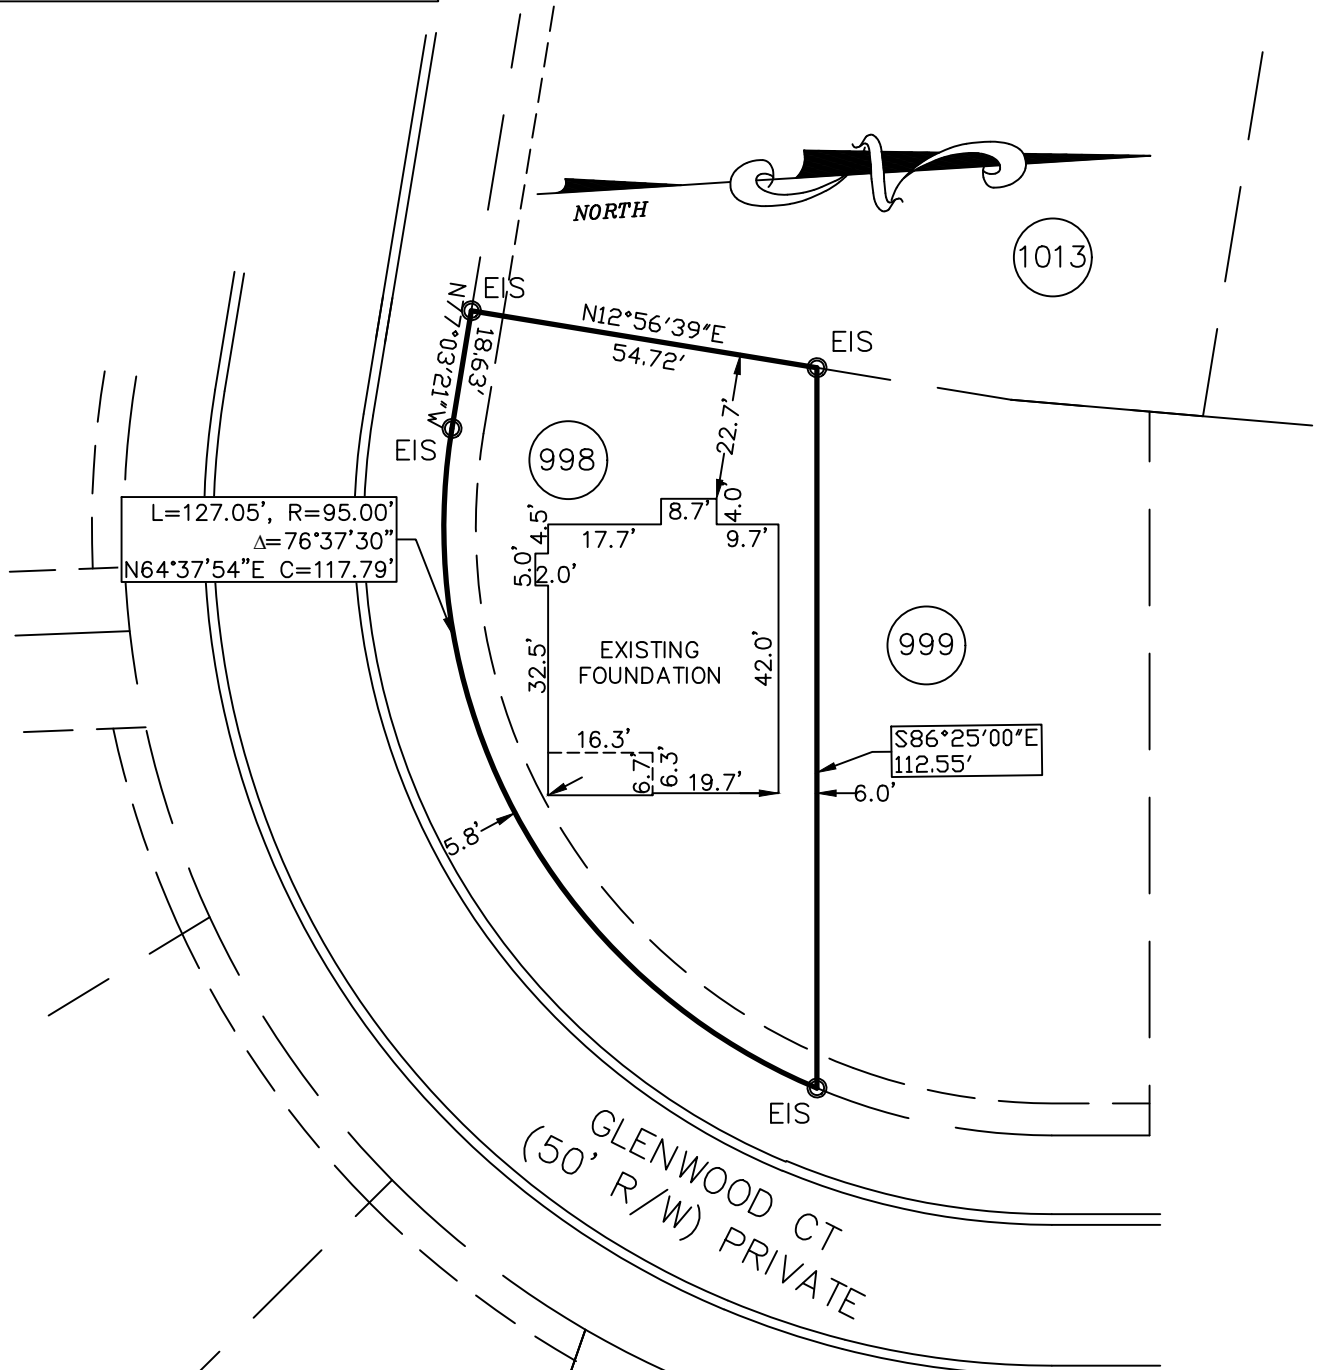 NORTH
1013
EIS
N12°56'39"E
54.72'
EIS
N77°03'21"W
18.63'
EIS
998
22.7'
L=127.05', R=95.00'
Δ=76°37'30"
N64°37'54"E C=117.79'
8.7'
4.0'
4.5'
17.7'
9.7'
5.0'
2.0'
EXISTING
FOUNDATION
32.5'
42.0'
999
S86°25'00"E
112.55'
16.3'
6.7'
6.3'
19.7'
6.0'
5.8'
EIS
GLENWOOD CT
(50' R/W) PRIVATE